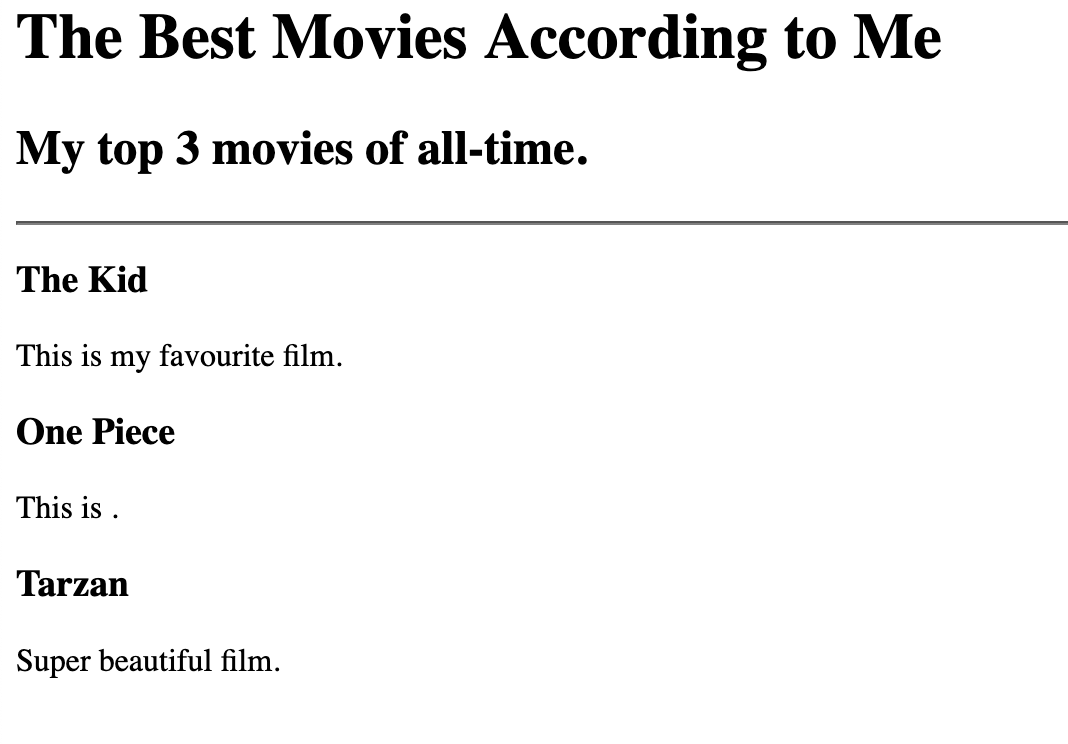 The Best Movies According to Me
My top 3 movies of all-time.
The Kid
This is my favourite film.
One Piece
This is .
Tarzan
Super beautiful film.